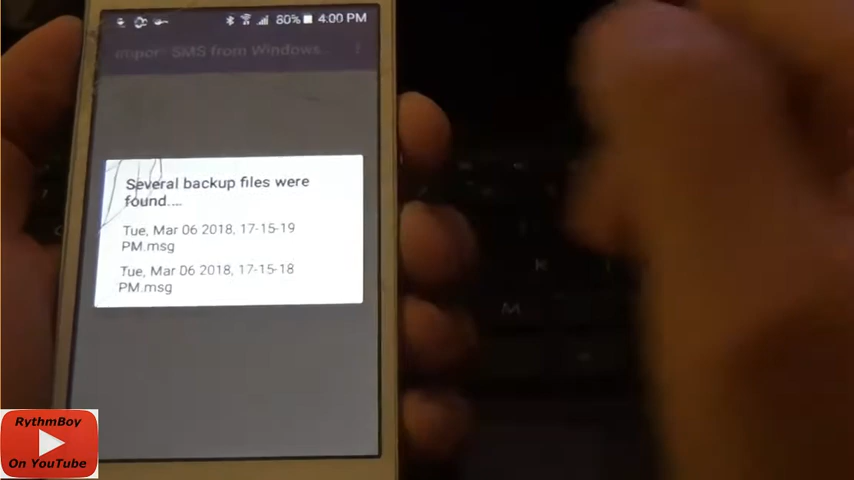 80% 4:00 PM
SMS from Windows...
Several backup files were
found....
Tue, Mar 06 2018, 17-15-19
PM.msg
Tue, Mar 06 2018, 17-15-18
PM.msg
K
M
RythmBoy
On YouTube